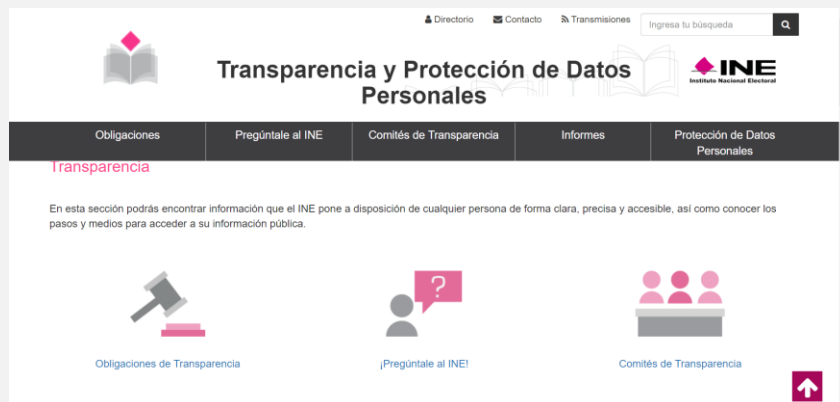 Directorio Contacto Transmisiones Ingresa tu búsqueda
Transparencia y Protección de Datos
Personales
INE
Instituto Nacional Electoral
Obligaciones Pregúntale al INE Comités de Transparencia Informes Protección de Datos
Personales
Transparencia
En esta sección podrás encontrar información que el INE pone a disposición de cualquier persona de forma clara, precisa y accesible, así como conocer los
pasos y medios para acceder a su información pública.
?
Obligaciones de Transparencia ¡Pregúntale al INE! Comités de Transparencia